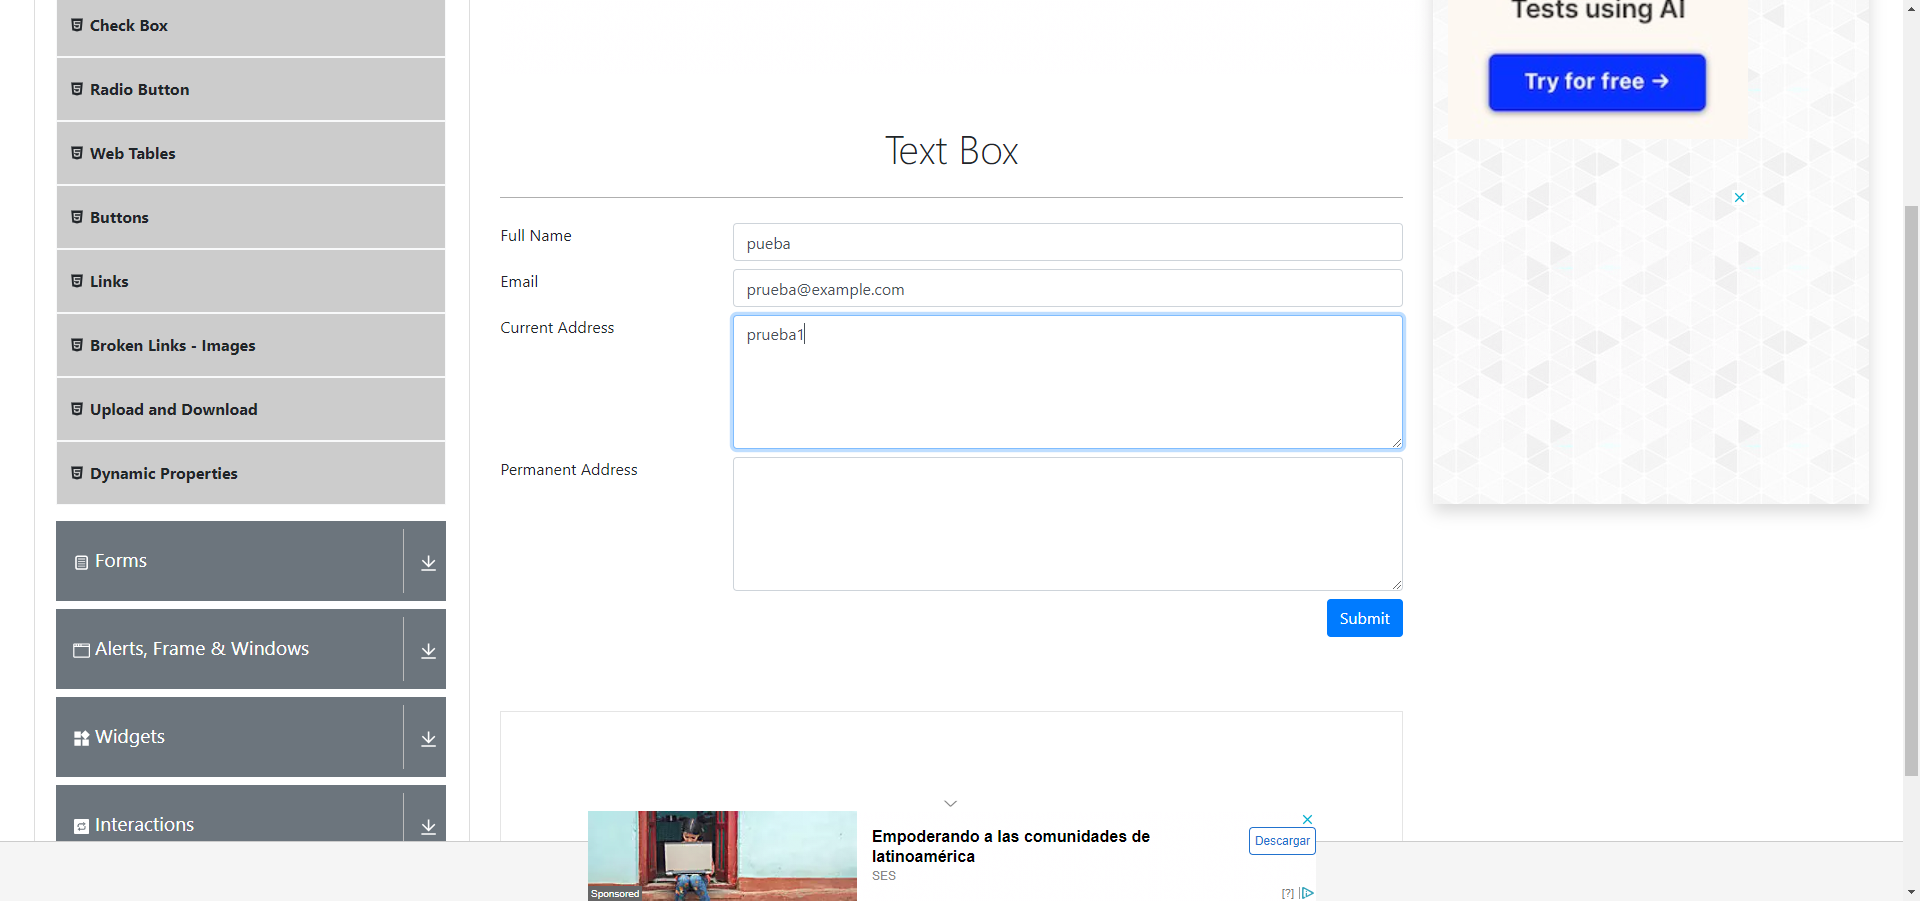 Check Box
Radio Button
Web Tables
Buttons
Links
Broken Links - Images
Upload and Download
Dynamic Properties
Forms
Alerts, Frame & Windows
Widgets
Interactions
Text Box
Full Name
pueba
Email
prueba@example.com
Current Address
prueba1
Permanent Address
Submit
Tests using AI
Try for free →
Empoderando a las comunidades de
latinoamérica
SES
Descargar
Sponsored
[?]